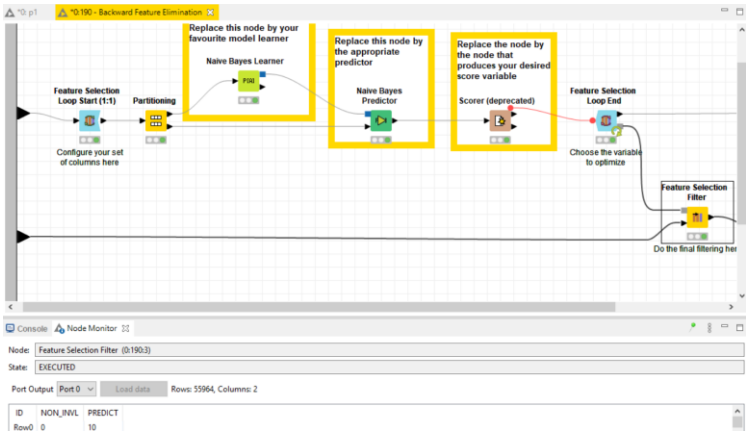 *0: p1
*0:190 - Backward Feature Elimination
Replace this node by your
favourite model learner
Replace this node by
the appropriate
predictor
Replace the node by
the node that
produces your desired
score variable
Naive Bayes Learner
Feature Selection
Loop Start (1:1)
Partitioning
Naive Bayes
Predictor
Scorer (deprecated)
Feature Selection
Loop End
Configure your set
of columns here
Choose the variable
to optimize
Feature Selection
Filter
Do the final filtering her
Console
Node Monitor
Node: Feature Selection Filter (0:190:3)
State: EXECUTED
Port Output Port 0 Load data Rows: 55964, Columns: 2
ID NON_INVL PREDICT
Row0 0 10